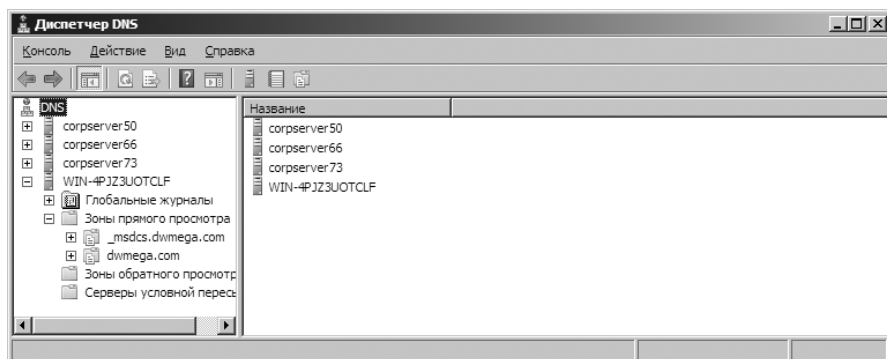 Диспетчер DNS
Консоль Действие Вид Справка
DNS
corpserver50
corpserver66
corpserver73
WIN-4PJZ3UOTCLF
Глобальные журналы
Зоны прямого просмотра
_msdcs.dwmega.com
dwmega.com
Зоны обратного просмотр
Серверы условной пересы
Название
corpserver50
corpserver66
corpserver73
WIN-4PJZ3UOTCLF